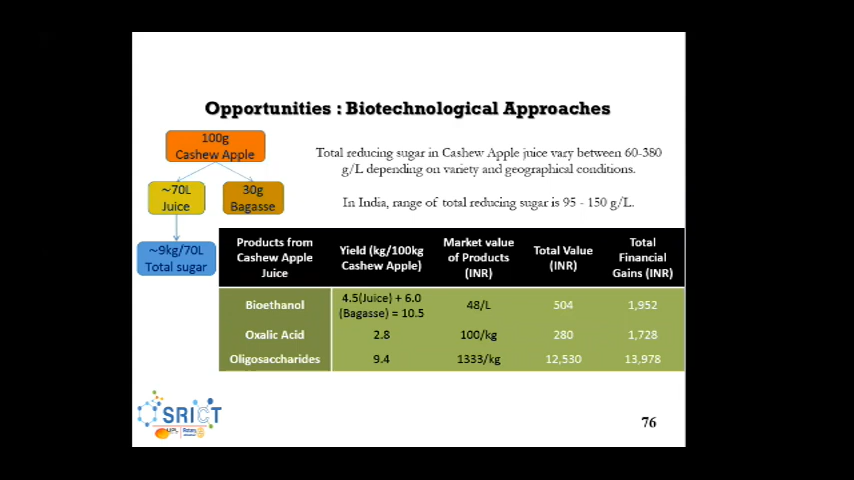 Opportunities : Biotechnological Approaches
100g
Cashew Apple
~70L
Juice
30g
Bagasse
~9kg/70L
Total sugar
Total reducing sugar in Cashew Apple juice vary between 60-380
g/L depending on variety and geographical conditions.
In India, range of total reducing sugar is 95 - 150 g/L.
Products from Cashew Apple Juice | Yield (kg/100kg Cashew Apple) | Market value of Products (INR) | Total Value (INR) | Total Financial Gains (INR)
Bioethanol | 4.5(Juice) + 6.0 (Bagasse) = 10.5 | 48/L | 504 | 1,952
Oxalic Acid | 2.8 | 100/kg | 280 | 1,728
Oligosaccharides | 9.4 | 1333/kg | 12,530 | 13,978
SRICT
UPL
Rotary
76